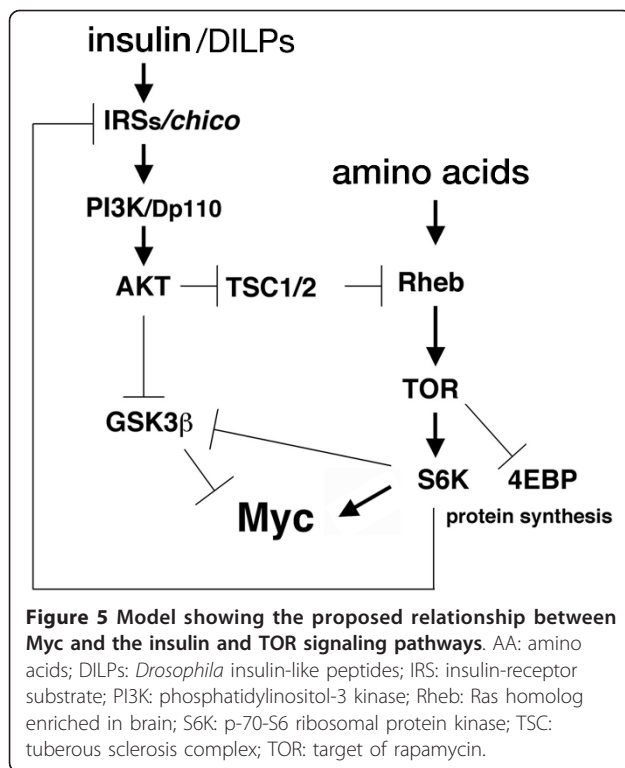 insulin/DILPs
IRSs/chico
PI3K/Dp110
amino acids
AKT
TSC1/2
Rheb
TOR
GSK3β
S6K
4EBP
Myc
protein synthesis
Figure 5 Model showing the proposed relationship between
Myc and the insulin and TOR signaling pathways. AA: amino
acids; DILPs: Drosophila insulin-like peptides; IRS: insulin-receptor
substrate; PI3K: phosphatidylinositol-3 kinase; Rheb: Ras homolog
enriched in brain; S6K: p-70-S6 ribosomal protein kinase; TSC:
tuberous sclerosis complex; TOR: target of rapamycin.